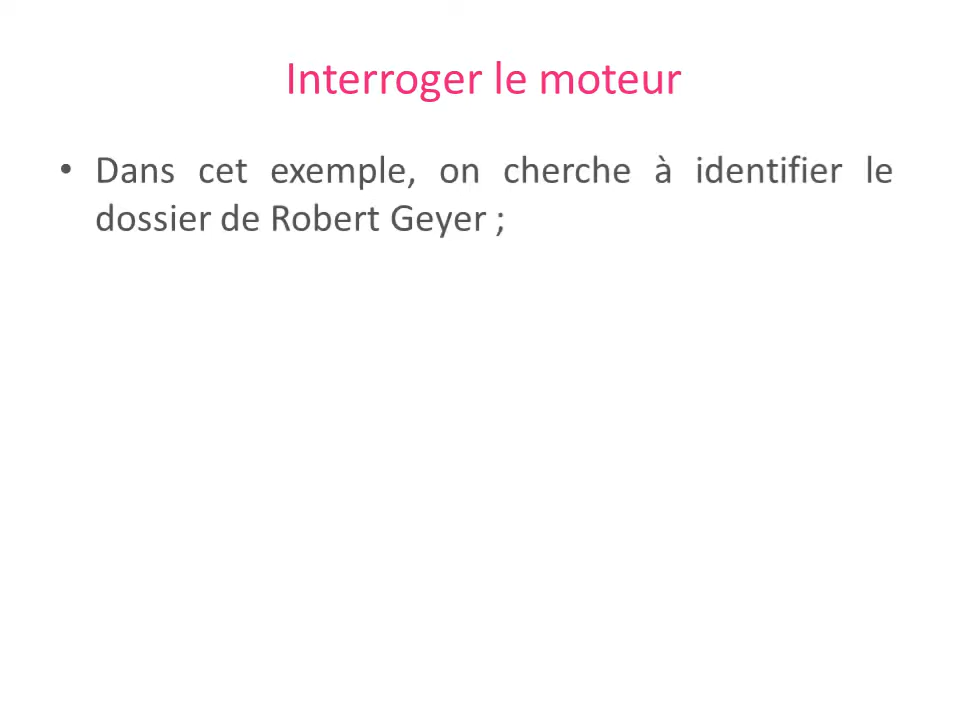 Interroger le moteur
• Dans cet exemple, on cherche à identifier le
dossier de Robert Geyer ;